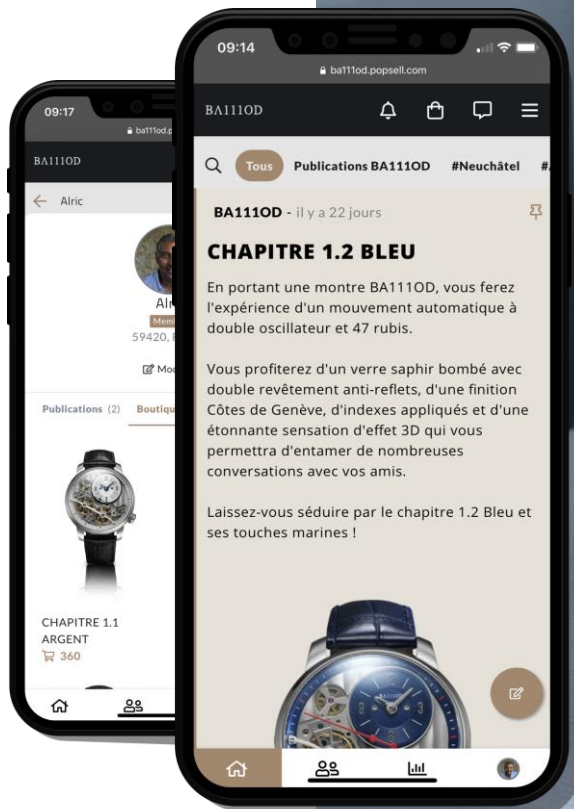 09:17
ba111od.p
BA111OD
Alric
59420,
Publications (2) Boutiqu
CHAPITRE 1.1
ARGENT
360
09:14
ba111od.popsell.com
BA111OD
Tous Publications BA111OD #Neuchâtel
BA111OD - il y a 22 jours
CHAPITRE 1.2 BLEU
En portant une montre BA111OD, vous ferez
l'expérience d'un mouvement automatique à
double oscillateur et 47 rubis.
Vous profiterez d'un verre saphir bombé avec
double revêtement anti-reflets, d'une finition
Côtes de Genève, d'indexes appliqués et d'une
étonnante sensation d'effet 3D qui vous
permettra d'entamer de nombreuses
conversations avec vos amis.
Laissez-vous séduire par le chapitre 1.2 Bleu et
ses touches marines !
BA111OD